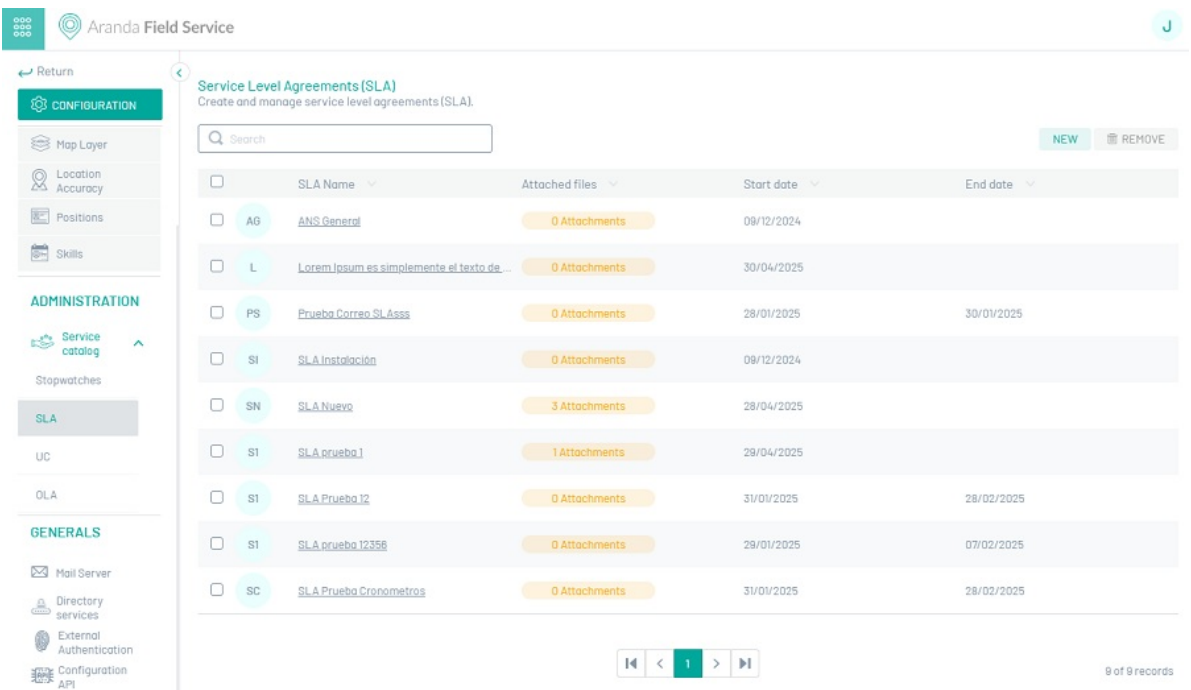 Aranda Field Service
J
Return
CONFIGURATION
Map Layer
Location
Accuracy
Positions
Skills
ADMINISTRATION
Service
catalog
Stopwatches
SLA
UC
OLA
GENERALS
Mail Server
Directory
services
External
Authentication
Configuration
API
Service Level Agreements (SLA)
Create and manage service level agreements (SLA).
Search
NEW
REMOVE
SLA Name Attached files Start date End date
AG ANS General 0 Attachments 09/12/2024
L Lorem Ipsum es simplemente el texto de ... 0 Attachments 30/04/2025
PS Prueba Correo SLAsss 0 Attachments 28/01/2025 30/01/2025
SI SLA Instalación 0 Attachments 09/12/2024
SN SLA Nuevo 3 Attachments 28/04/2025
S1 SLA prueba 1 1 Attachments 29/04/2025
S1 SLA Prueba 12 0 Attachments 31/01/2025 28/02/2025
S1 SLA prueba 12356 0 Attachments 29/01/2025 07/02/2025
SC SLA Prueba Cronometros 0 Attachments 31/01/2025 28/02/2025
1
9 of 9 records